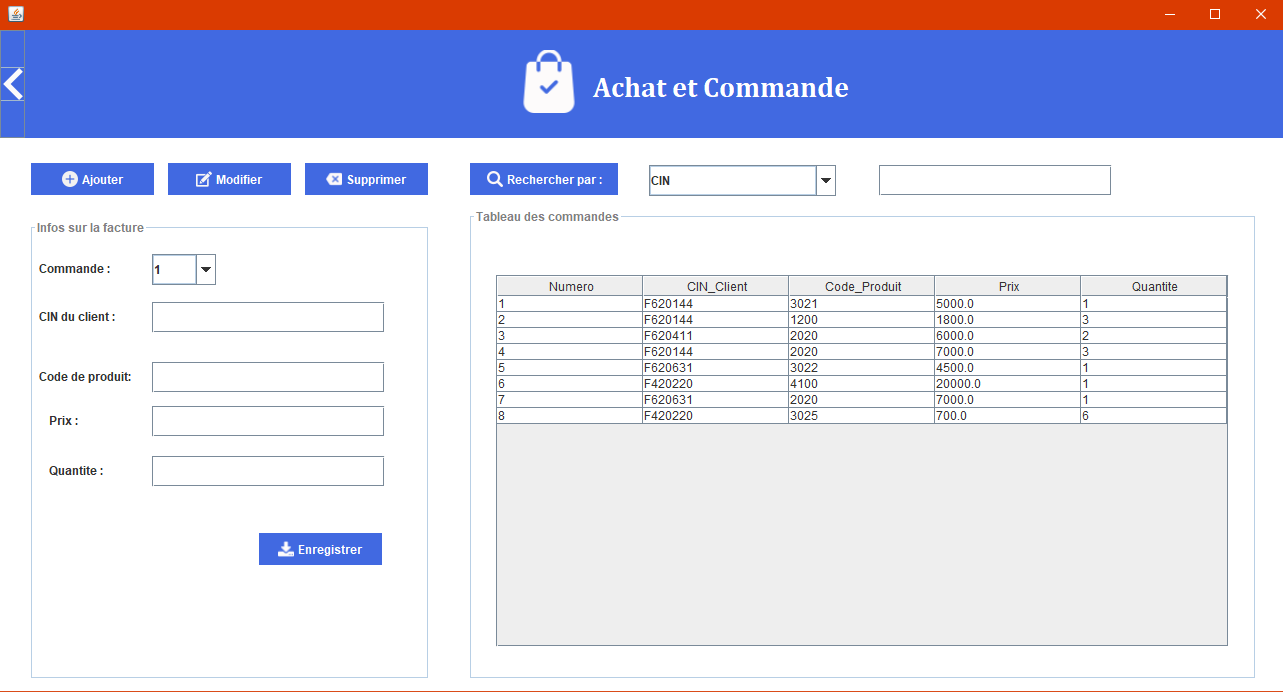 Achat et Commande
Ajouter Modifier Supprimer Rechercher par : CIN
Infos sur la facture
Commande : 1
CIN du client :
Code de produit:
Prix :
Quantite :
Enregistrer
Tableau des commandes
Numero CIN_Client Code_Produit Prix Quantite
1 F620144 3021 5000.0 1
2 F620144 1200 1800.0 3
3 F620411 2020 6000.0 2
4 F620144 2020 7000.0 3
5 F620631 3022 4500.0 1
6 F420220 4100 20000.0 1
7 F620631 2020 7000.0 1
8 F420220 3025 700.0 6